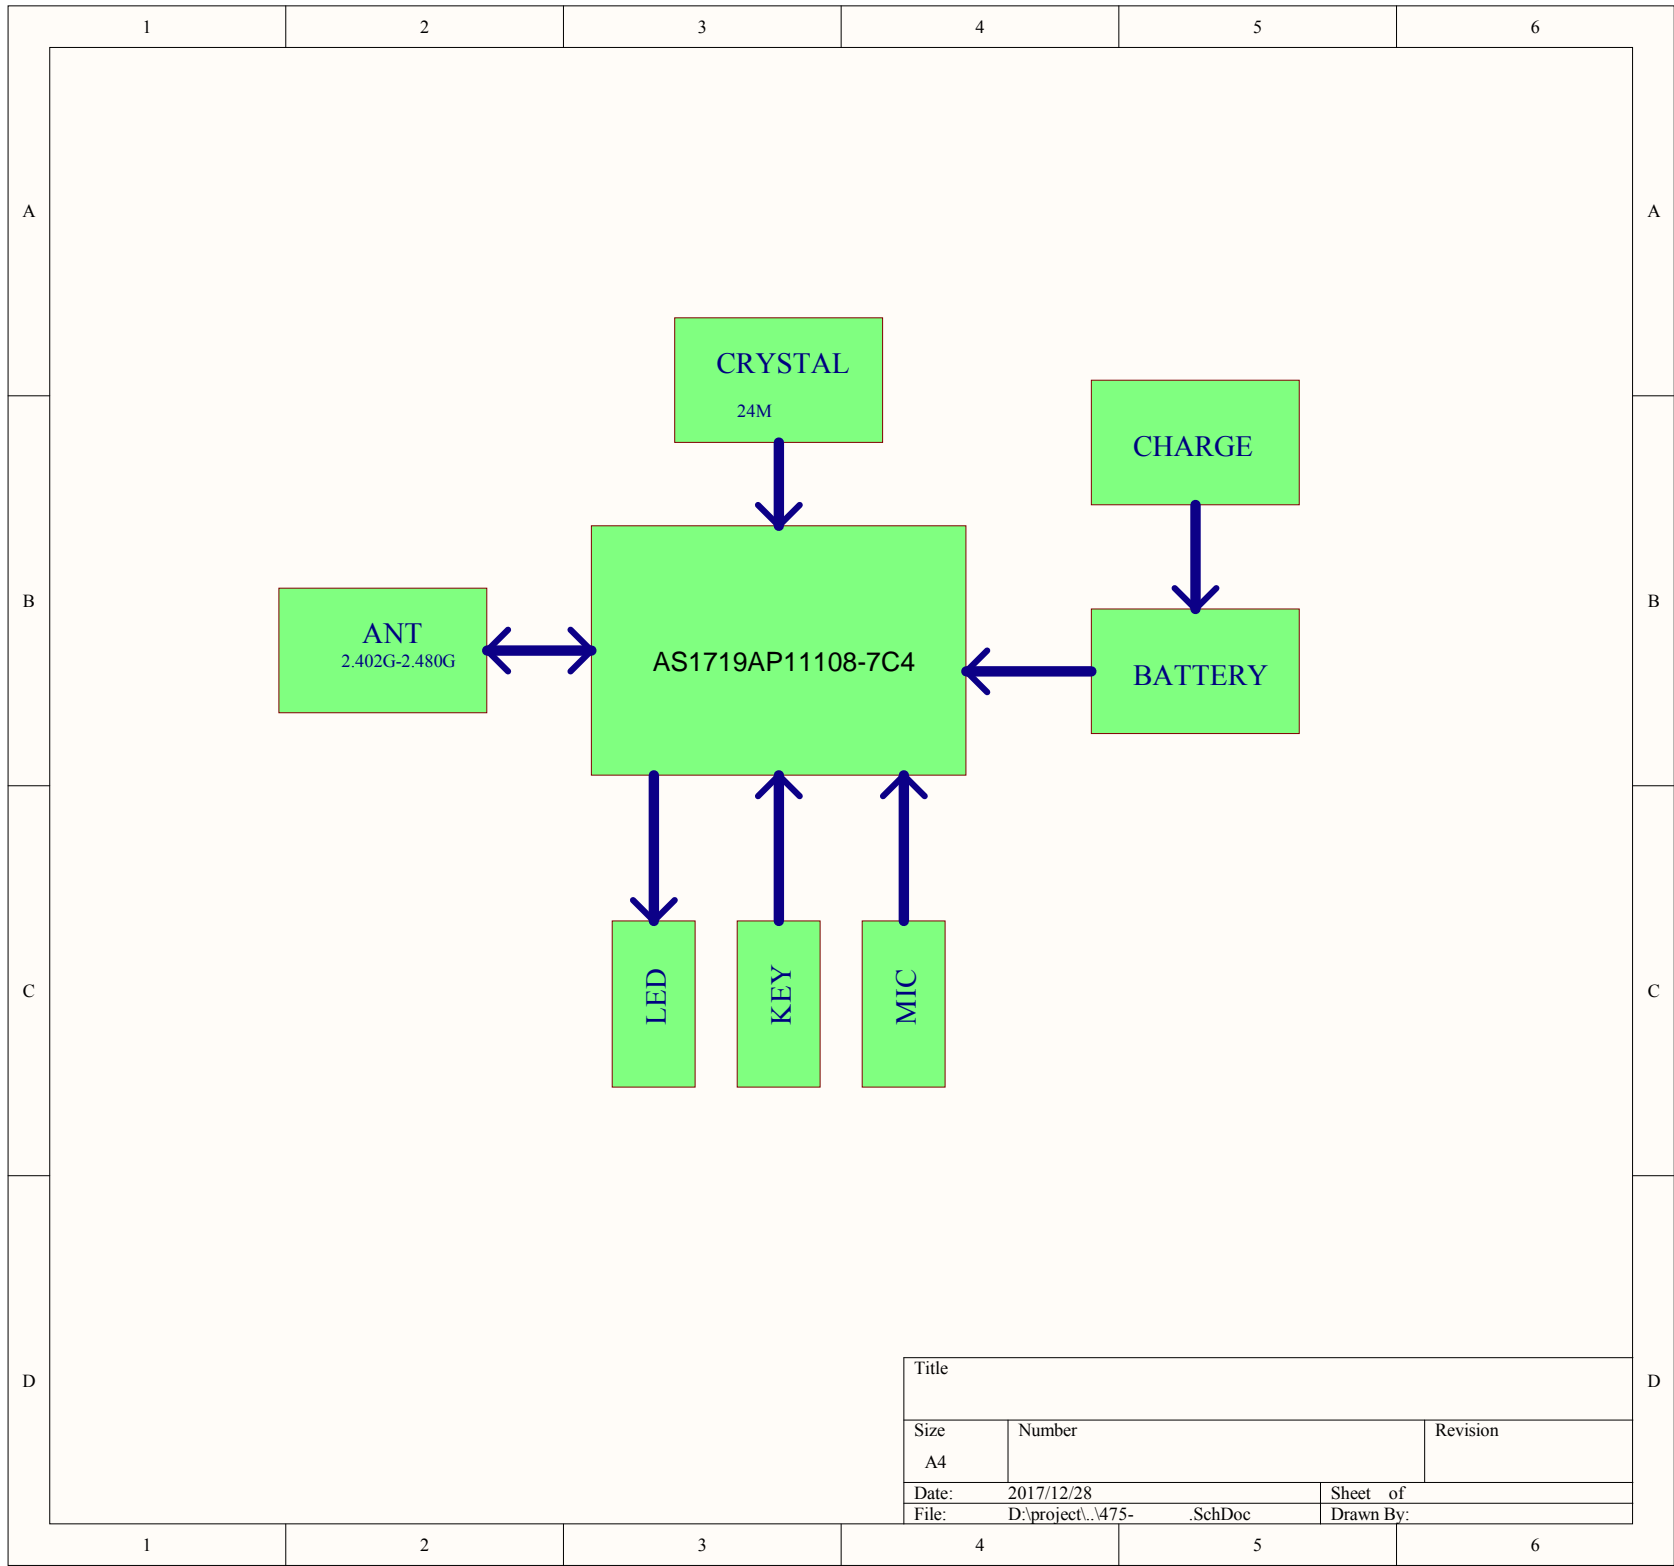 1 2 3 4 5 6
A A
CRYSTAL
24M
CHARGE
B B
ANT
2.402G-2.480G
AS1719AP11108-7C4
BATTERY
LED KEY MIC
C C
D D
Title
Size Number Revision
A4
Date: 2017/12/28 Sheet of
File: D:\project\..\475- .SchDoc Drawn By:
1 2 3 4 5 6